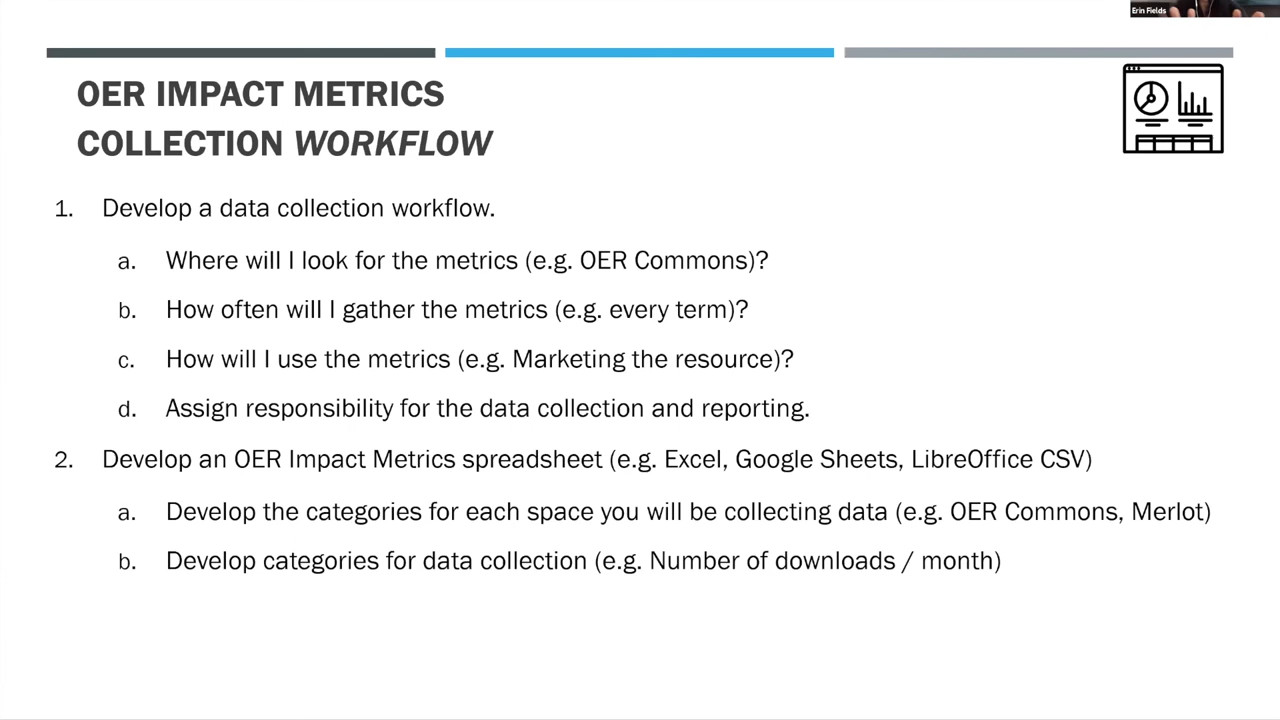 Erin Fields
OER IMPACT METRICS
COLLECTION WORKFLOW
1. Develop a data collection workflow.
a. Where will I look for the metrics (e.g. OER Commons)?
b. How often will I gather the metrics (e.g. every term)?
c. How will I use the metrics (e.g. Marketing the resource)?
d. Assign responsibility for the data collection and reporting.
2. Develop an OER Impact Metrics spreadsheet (e.g. Excel, Google Sheets, LibreOffice CSV)
a. Develop the categories for each space you will be collecting data (e.g. OER Commons, Merlot)
b. Develop categories for data collection (e.g. Number of downloads / month)